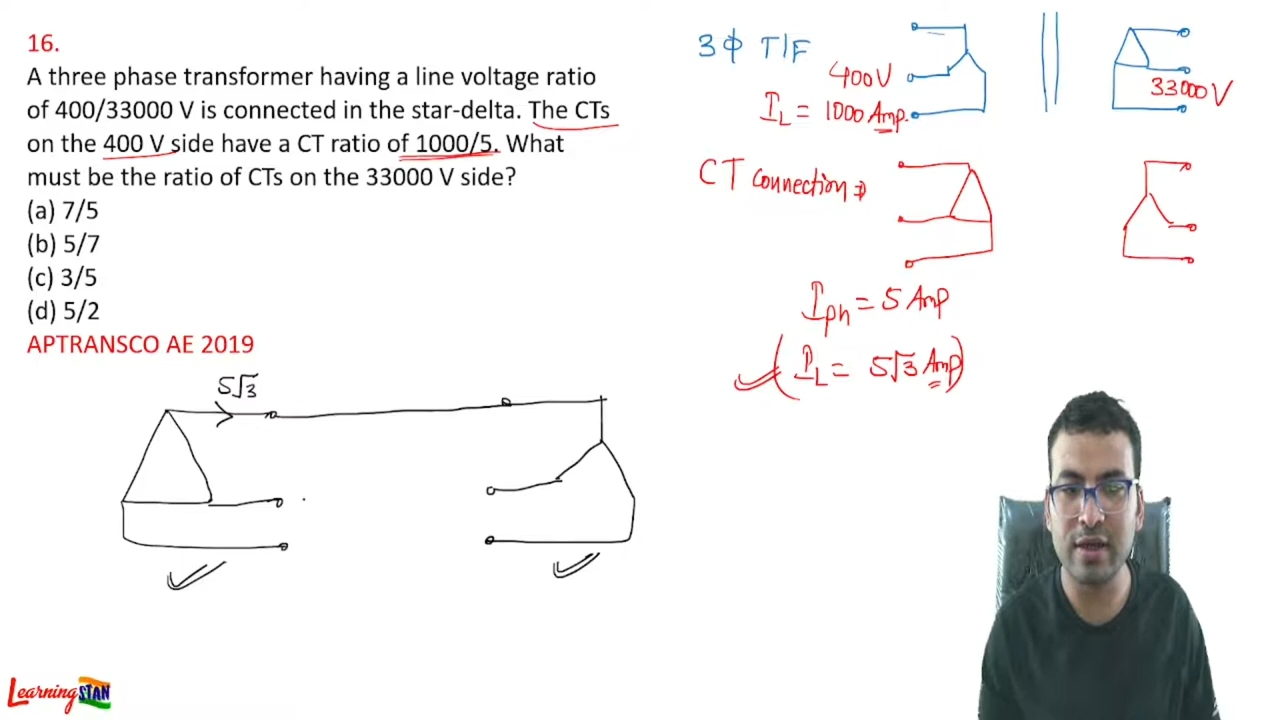 16.
A three phase transformer having a line voltage ratio
of 400/33000 V is connected in the star-delta. The CTs
on the 400 V side have a CT ratio of 1000/5. What
must be the ratio of CTs on the 33000 V side?
(a) 7/5
(b) 5/7
(c) 3/5
(d) 5/2
APTRANSCO AE 2019
5√3
3ϕ T/F
400V
33000V
I_L = 1000 Amp.
CT Connection ⇒
I_ph = 5 Amp
(I_L = 5√3 Amp)
LearningSTAN